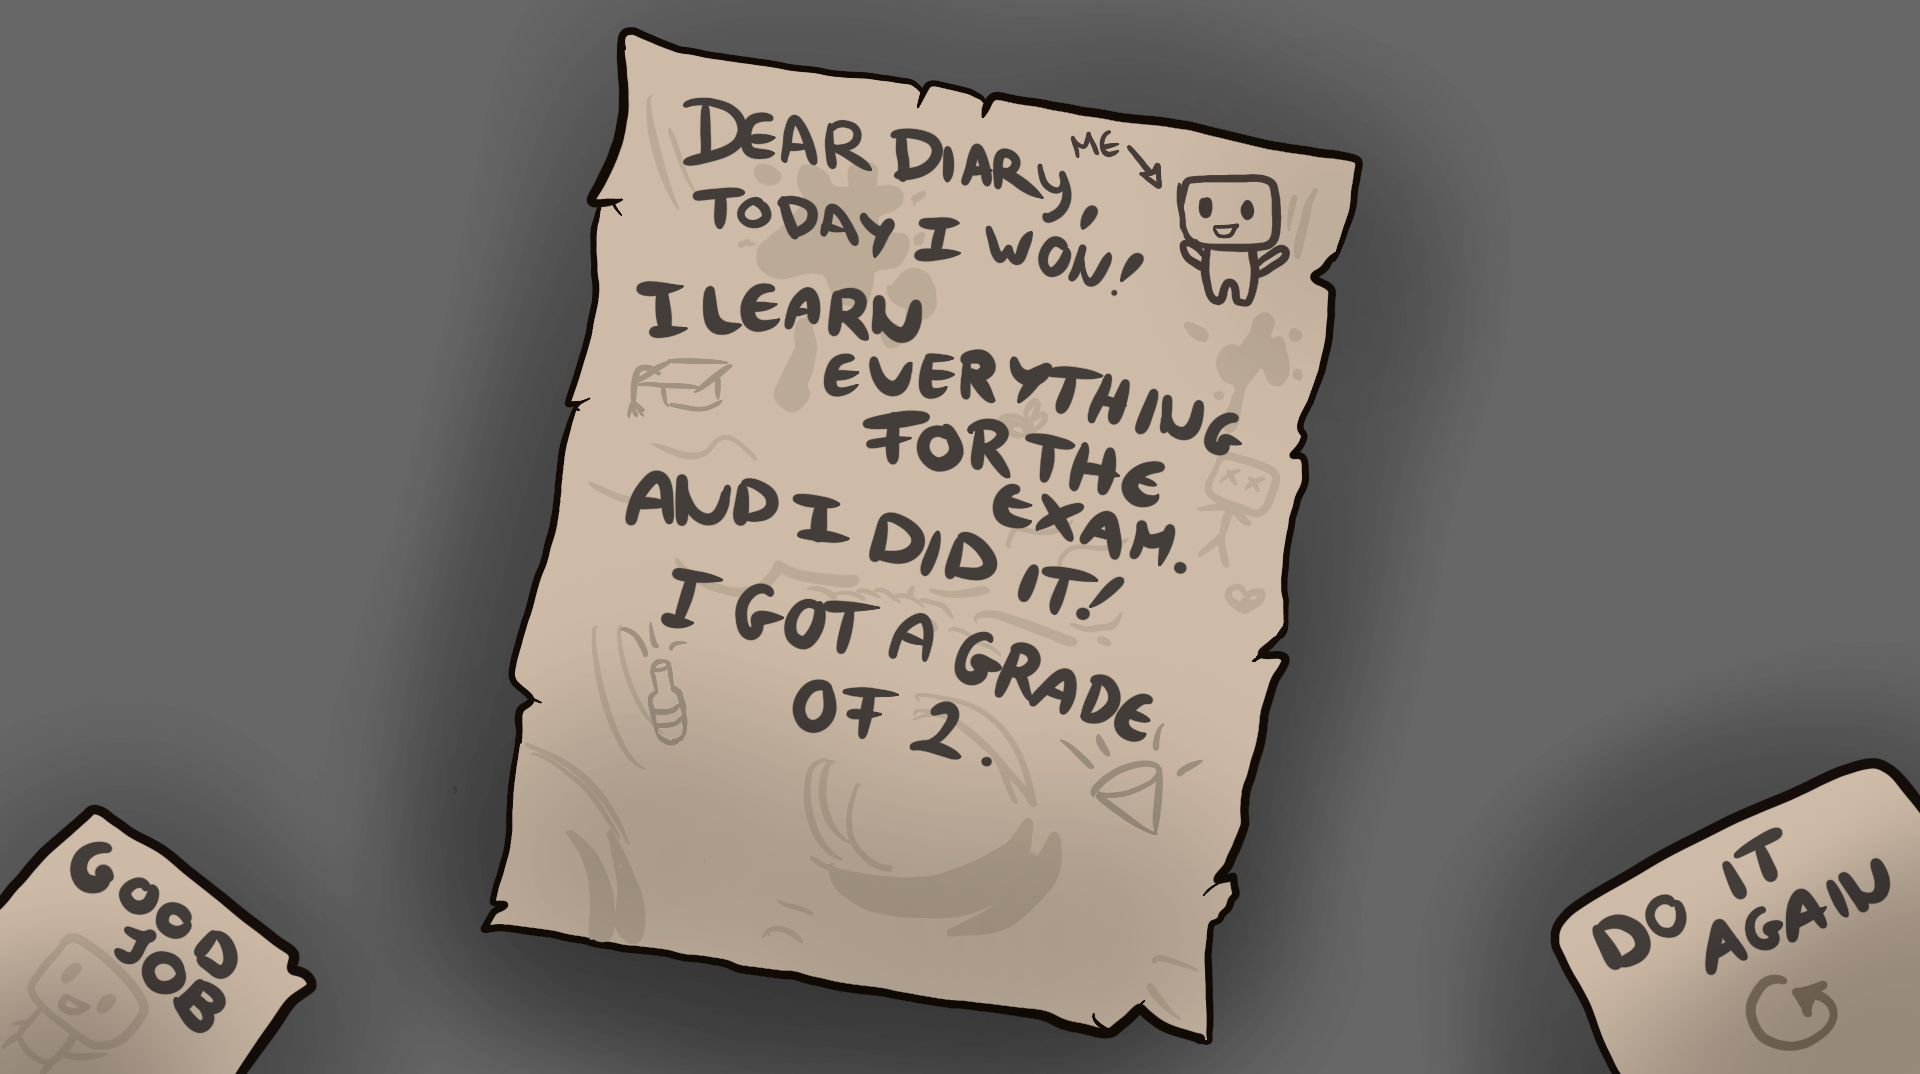 DEAR DIARY,
ME
TODAY I WON!
I LEARN
EVERYTHING
FOR THE
EXAM.
AND I DID IT!
I GOT A GRADE
OF 2.
GOOD
JOB
DO IT
AGAIN